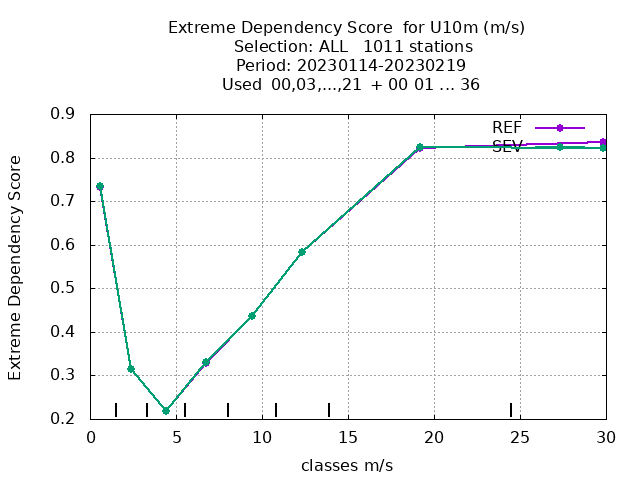 Extreme Dependency Score  for U10m (m/s)
Selection: ALL   1011 stations
Period: 20230114-20230219
Used  00,03,...,21  + 00 01 ... 36
Extreme Dependency Score
0.9
0.8
0.7
0.6
0.5
0.4
0.3
0.2
REF
SEV
0 5 10 15 20 25 30
classes m/s